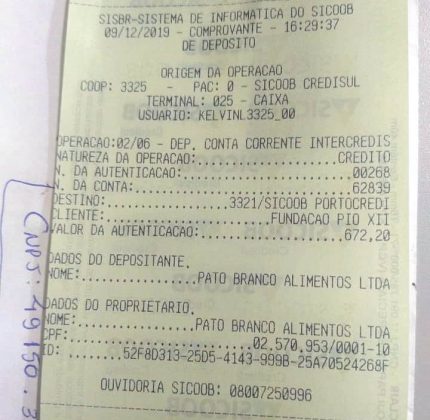 SISBR-SISTEMA DE INFORMATICA DO SICOOB
09/12/2019 - COMPROVANTE - 16:29:37
DE DEPOSITO
ORIGEM DA OPERACAO
COOP: 3325 - PAC: 0 - SICOOB CREDISUL
TERMINAL: 025 - CAIXA
USUARIO: KELVINL3325_00
OPERACAO:02/06 - DEP. CONTA CORRENTE INTERCREDIS
NATUREZA DA OPERACAO:....................CREDITO
N. DA AUTENTICACAO:........................00268
N. DA CONTA:...............................62839
DESTINO:....................3321/SICOOB PORTOCREDI
CLIENTE:.........................FUNDACAO PIO XII
VALOR DA AUTENTICACAO:....................672,20
DADOS DO DEPOSITANTE.
NOME:...............PATO BRANCO ALIMENTOS LTDA
DADOS DO PROPRIETARIO.
NOME:...............PATO BRANCO ALIMENTOS LTDA
CPF:........................02.570,953/0001-10
ID: .......52F8D313-25D5-4143-999B-25A70524268F
OUVIDORIA SICOOB: 08007250996
CNPJ: 49150.3